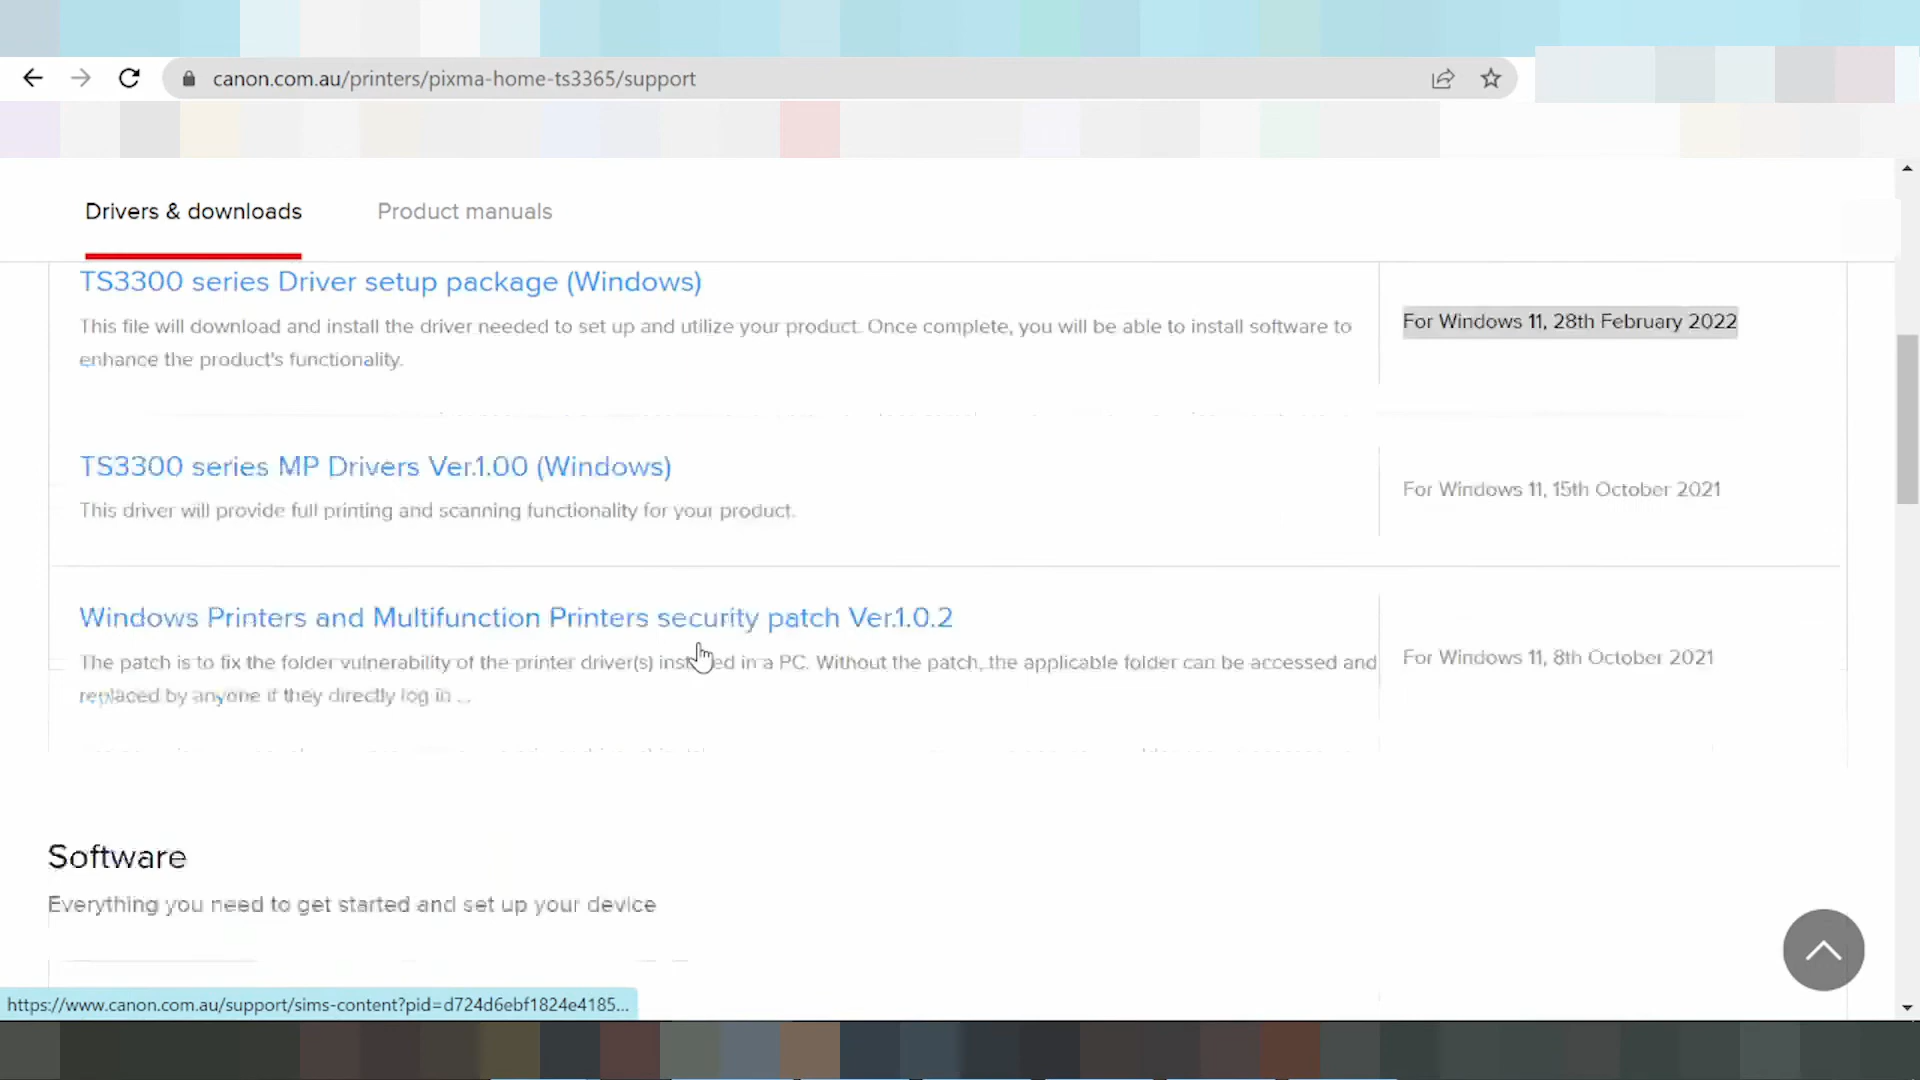 canon.com.au/printers/pixma-home-ts3365/support
Drivers & downloads
Product manuals
TS3300 series Driver setup package (Windows)
This file will download and install the driver needed to set up and utilize your product. Once complete, you will be able to install software to
enhance the product's functionality.
For Windows 11, 28th February 2022
TS3300 series MP Drivers Ver.1.00 (Windows)
This driver will provide full printing and scanning functionality for your product.
For Windows 11, 15th October 2021
Windows Printers and Multifunction Printers security patch Ver.1.0.2
The patch is to fix the folder vulnerability of the printer driver(s) installed in a PC. Without the patch, the applicable folder can be accessed and
replaced by anyone if they directly log in ...
For Windows 11, 8th October 2021
Software
Everything you need to get started and set up your device
https://www.canon.com.au/support/sims-content?pid=d724d6ebf1824e4185...